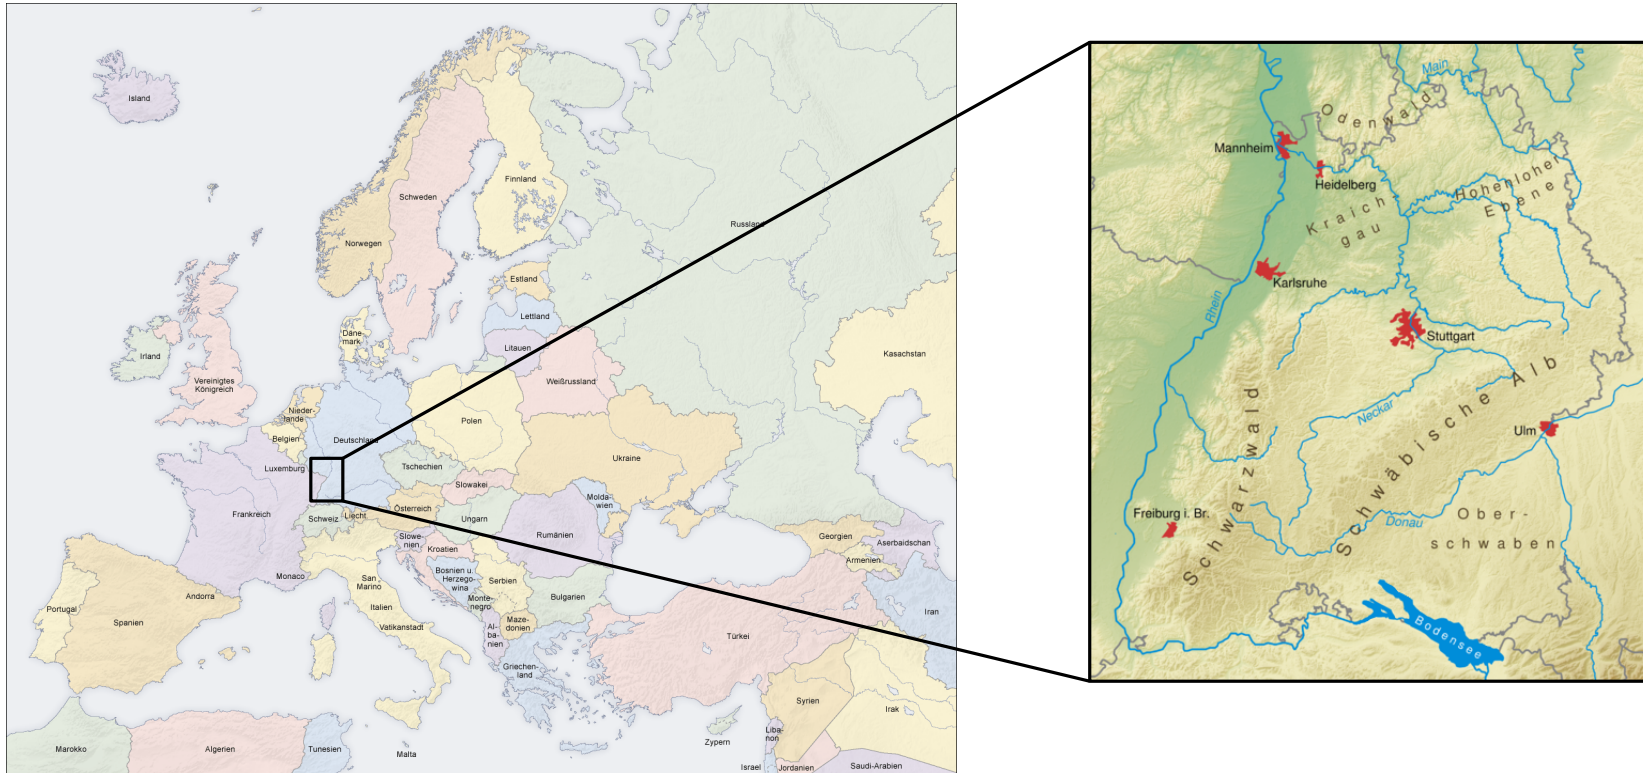 Island
Finnland
Schweden
Russland
Norwegen
Estland
Lettland
Däne
mark
Litauen
Irland
Kasachstan
Vereinigtes
Königreich
Weißrussland
Nieder-
lande
Polen
Belgien
Deutschland
Ukraine
Luxemburg
Tschechien
Slowakei
Molda-
wien
Frankreich
Schweiz
Liecht.
Österreich
Ungarn
Rumänien
Georgien
Aserbaidschan
Slowe-
nien
Kroatien
Armenien
Bosnien u.
Herzego-
wina
Serbien
Monaco
San
Marino
Andorra
Monte-
negro
Bulgarien
Portugal
Italien
Iran
Spanien
Vatikanstadt
Maze-
donien
Al-
ba-
nien
Türkei
Griechen-
land
Syrien
Irak
Marokko
Algerien
Tunesien
Malta
Zypern
Liba-
non
Israel
Jordanien
Saudi-Arabien
Main
Odenwald
Mannheim
Heidelberg
Hohenloher
Ebene
Kraich-
gau
Karlsruhe
Rhein
Stuttgart
Schwäbische Alb
Neckar
Schwarzwald
Ulm
Freiburg i. Br.
Donau
Ober-
schwaben
Bodensee